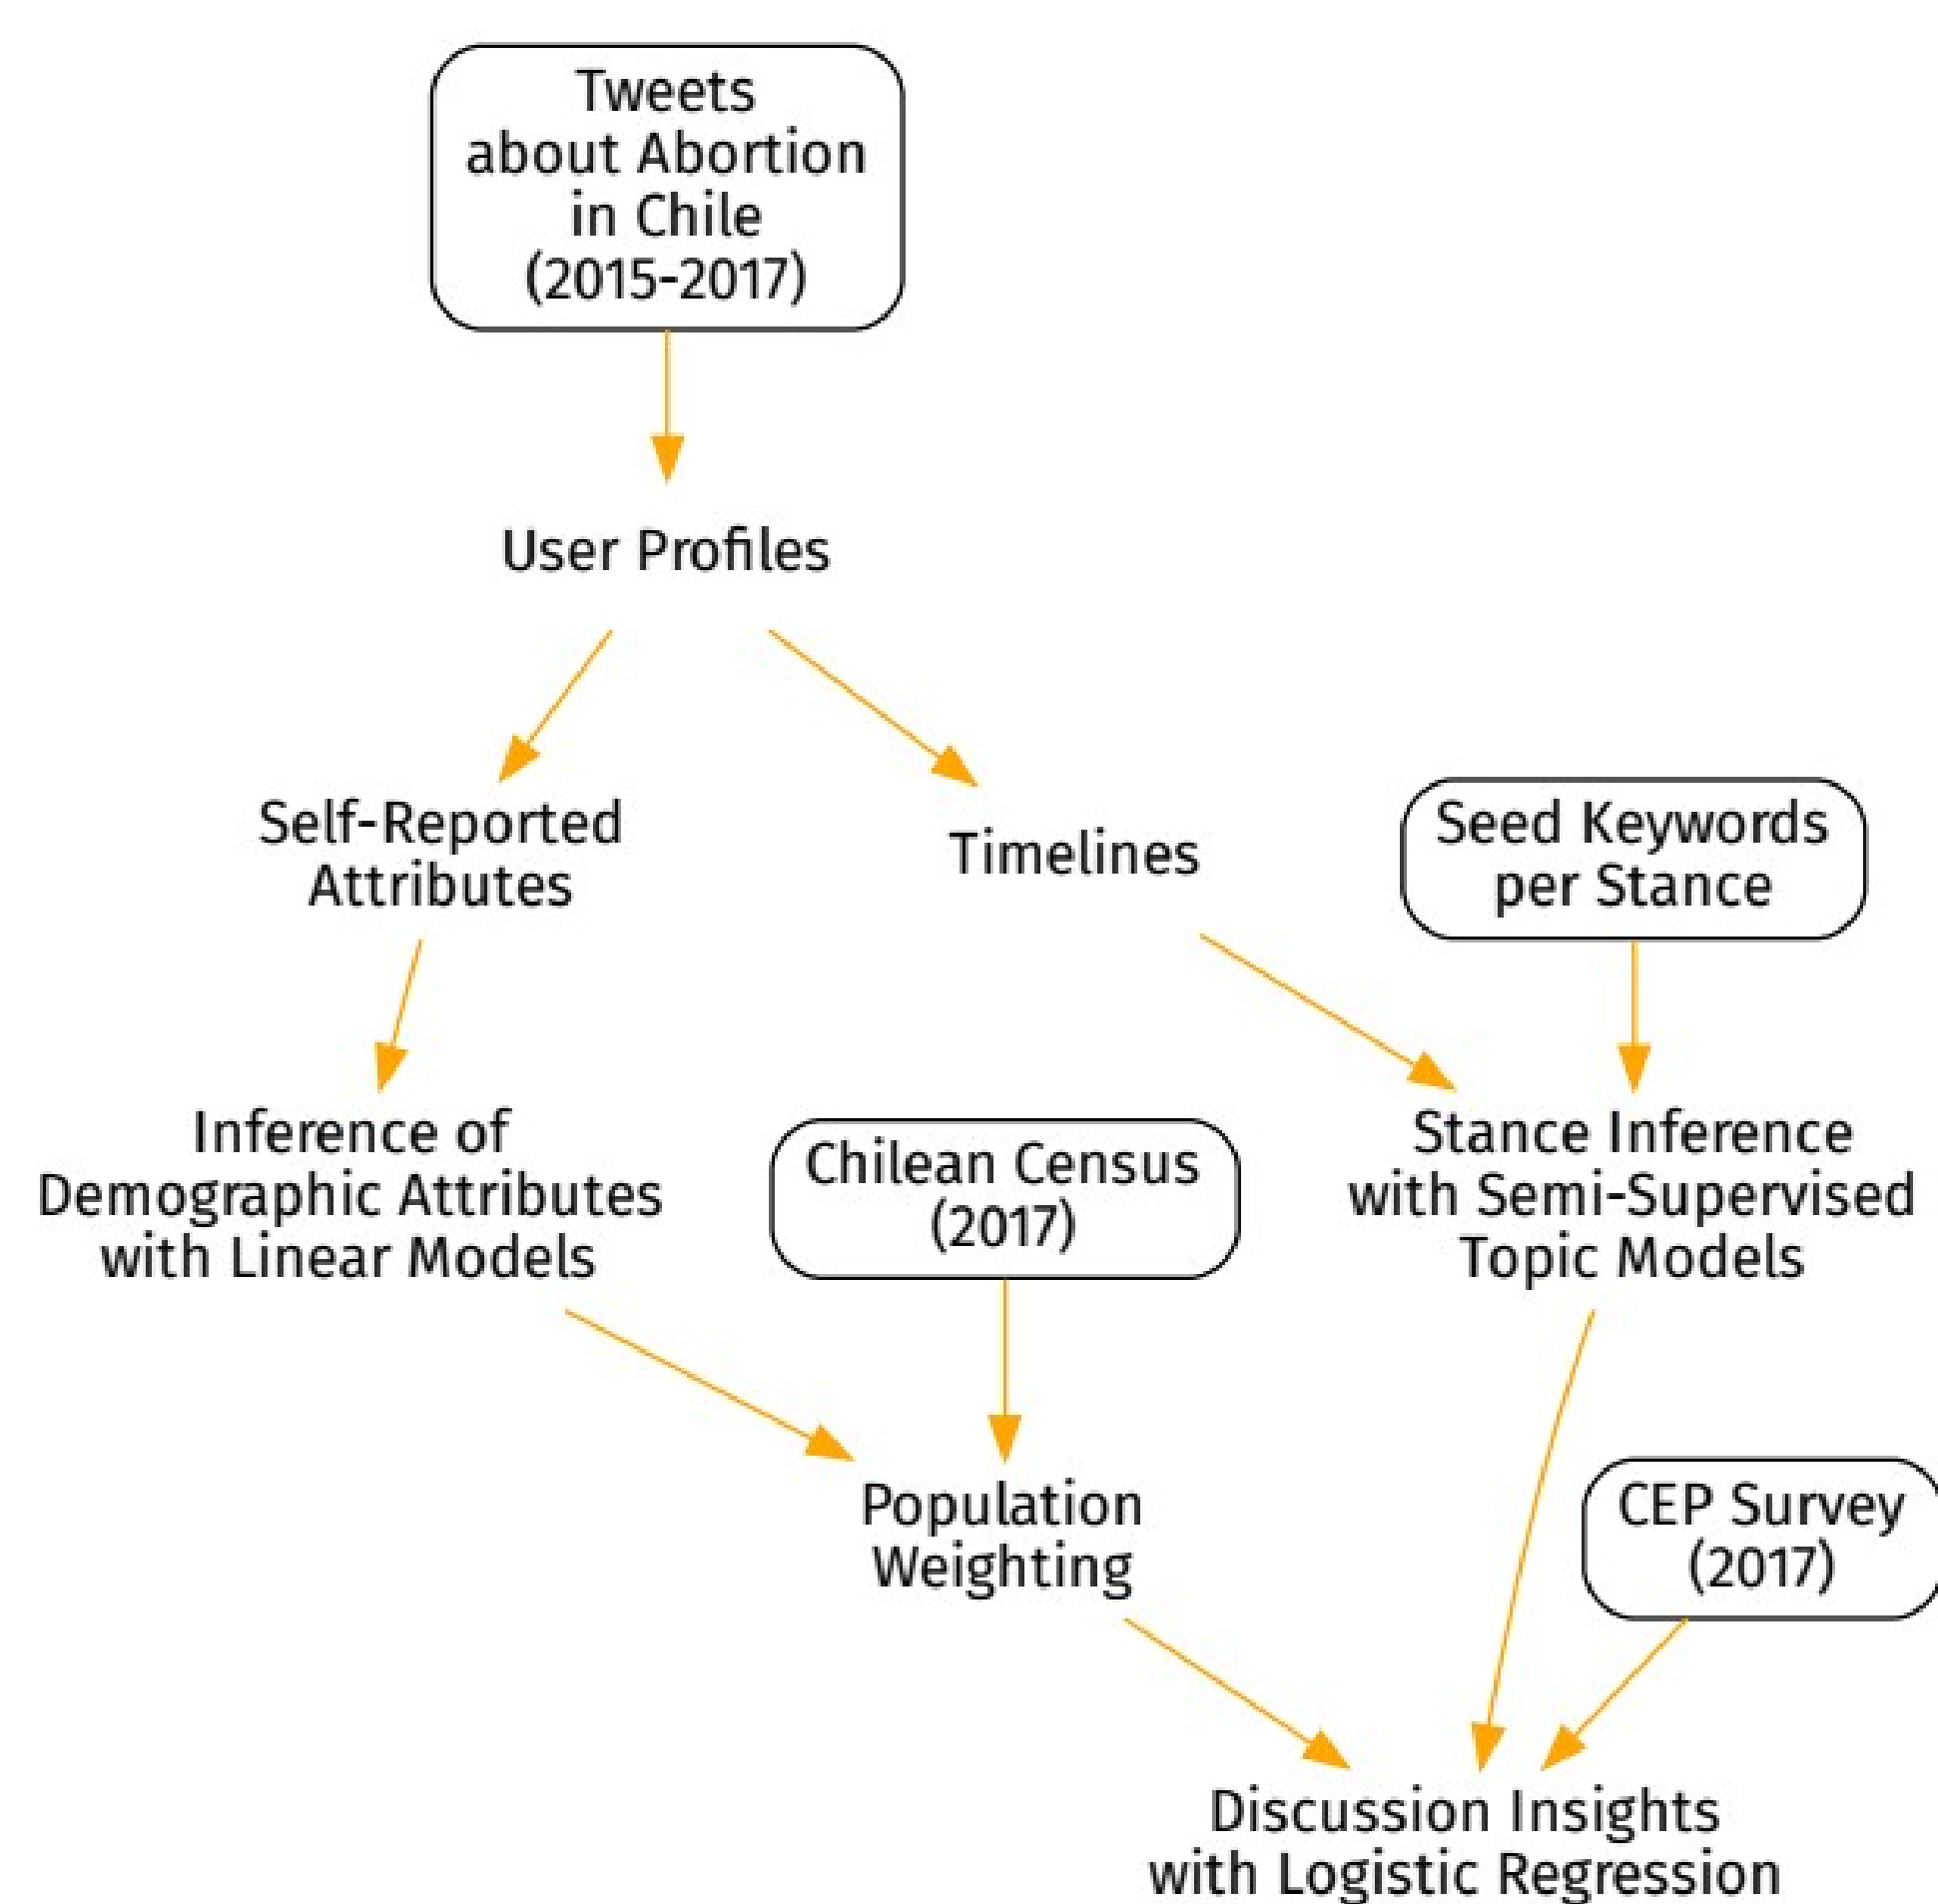 Tweets
about Abortion
in Chile
(2015-2017)
User Profiles
Self-Reported
Attributes
Timelines
Seed Keywords
per Stance
Inference of
Demographic Attributes
with Linear Models
Chilean Census
(2017)
Stance Inference
with Semi-Supervised
Topic Models
Population
Weighting
CEP Survey
(2017)
Discussion Insights
with Logistic Regression